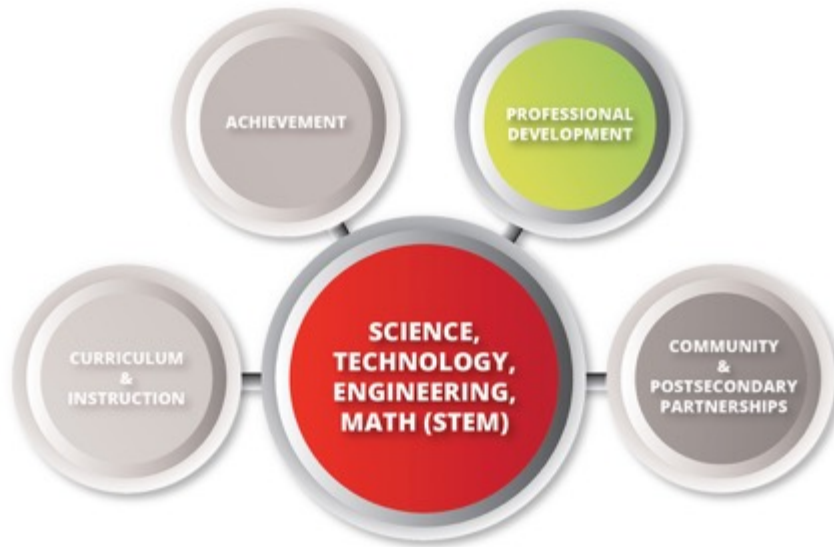 ACHIEVEMENT
PROFESSIONAL
DEVELOPMENT
CURRICULUM
&
INSTRUCTION
SCIENCE,
TECHNOLOGY,
ENGINEERING,
MATH (STEM)
COMMUNITY
&
POSTSECONDARY
PARTNERSHIPS